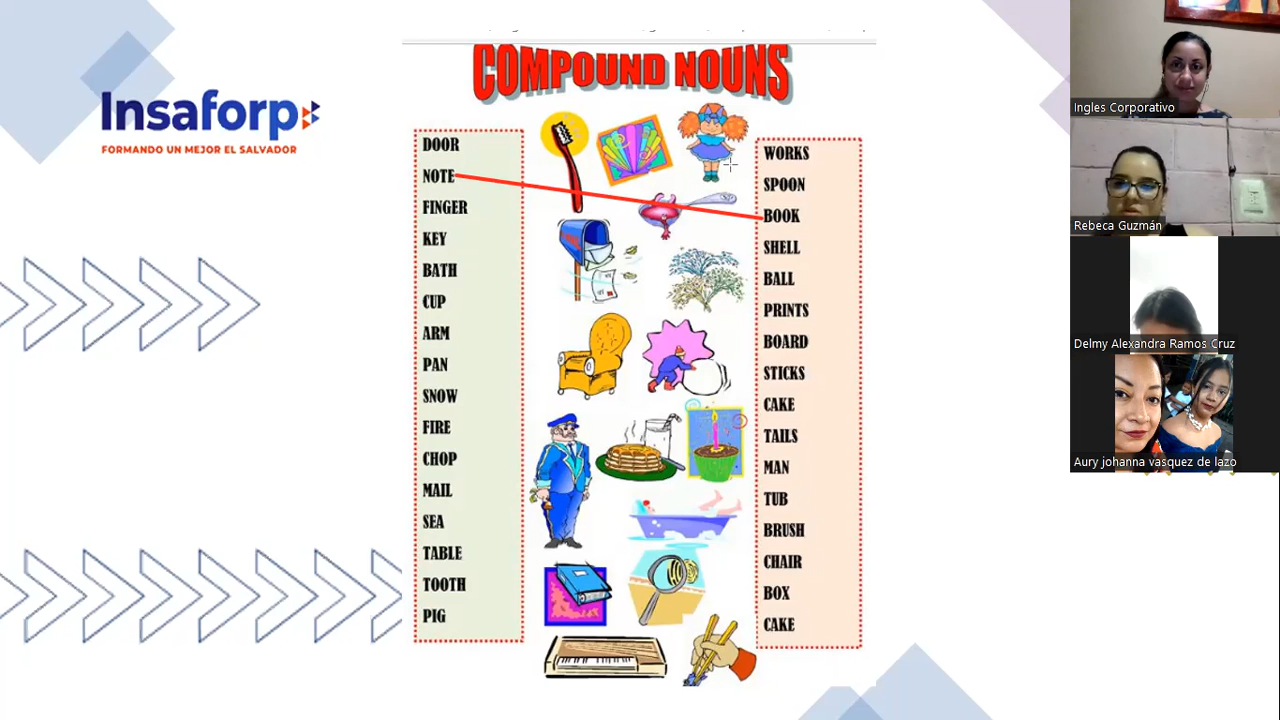 Insaforp
FORMANDO UN MEJOR EL SALVADOR
COMPOUND NOUNS
DOOR
NOTE
FINGER
KEY
BATH
CUP
ARM
PAN
SNOW
FIRE
CHOP
MAIL
SEA
TABLE
TOOTH
PIG
WORKS
SPOON
BOOK
SHELL
BALL
PRINTS
BOARD
STICKS
CAKE
TAILS
MAN
TUB
BRUSH
CHAIR
BOX
CAKE
Ingles Corporativo
Rebeca Guzmán
Delmy Alexandra Ramos Cruz
Aury johanna vasquez de lazo